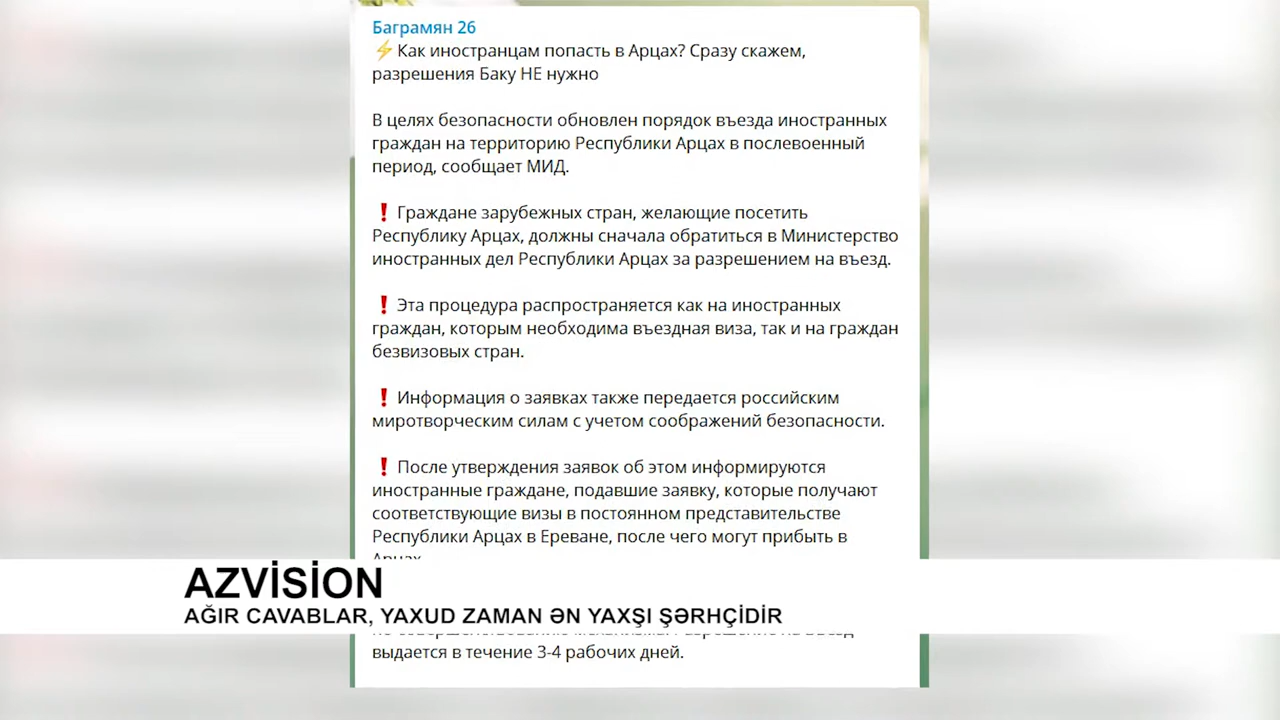 Баграмян 26
⚡Как иностранцам попасть в Арцах? Сразу скажем,
разрешения Баку НЕ нужно
В целях безопасности обновлен порядок въезда иностранных
граждан на территорию Республики Арцах в послевоенный
период, сообщает МИД.
❗ Граждане зарубежных стран, желающие посетить
Республику Арцах, должны сначала обратиться в Министерство
иностранных дел Республики Арцах за разрешением на въезд.
❗ Эта процедура распространяется как на иностранных
граждан, которым необходима въездная виза, так и на граждан
безвизовых стран.
❗ Информация о заявках также передается российским
миротворческим силам с учетом соображений безопасности.
❗ После утверждения заявок об этом информируются
иностранные граждане, подавшие заявку, которые получают
соответствующие визы в постоянном представительстве
Республики Арцах в Ереване, после чего могут прибыть в
Арцах.
AZVİSİON
AĞIR CAVABLAR, YAXUD ZAMAN ƏN YAXŞI ŞƏRHÇİDİR
выдается в течение 3-4 рабочих дней.